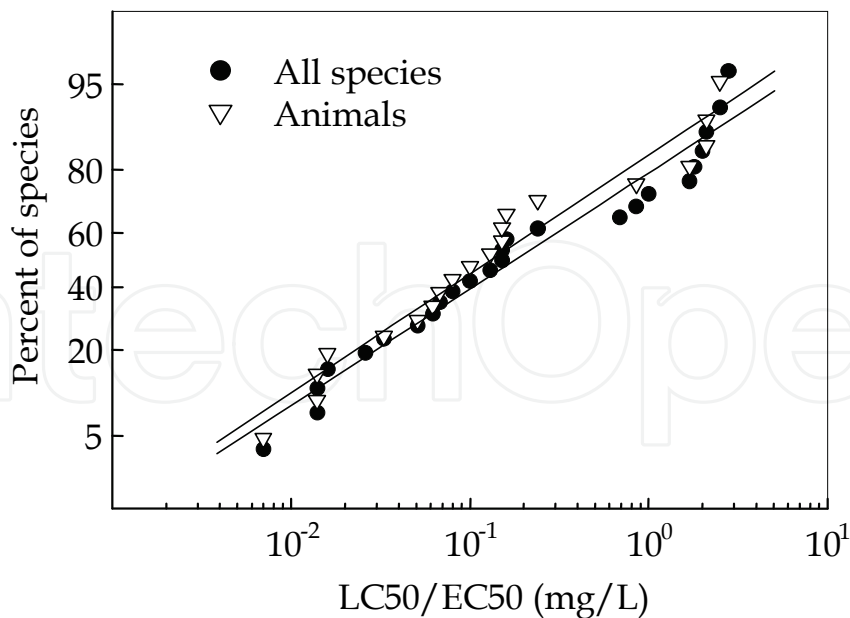 All species
Animals
Percent of species
95
80
60
40
20
5
10⁻²
10⁻¹
10⁰
10¹
LC50/EC50 (mg/L)
ntechOpe